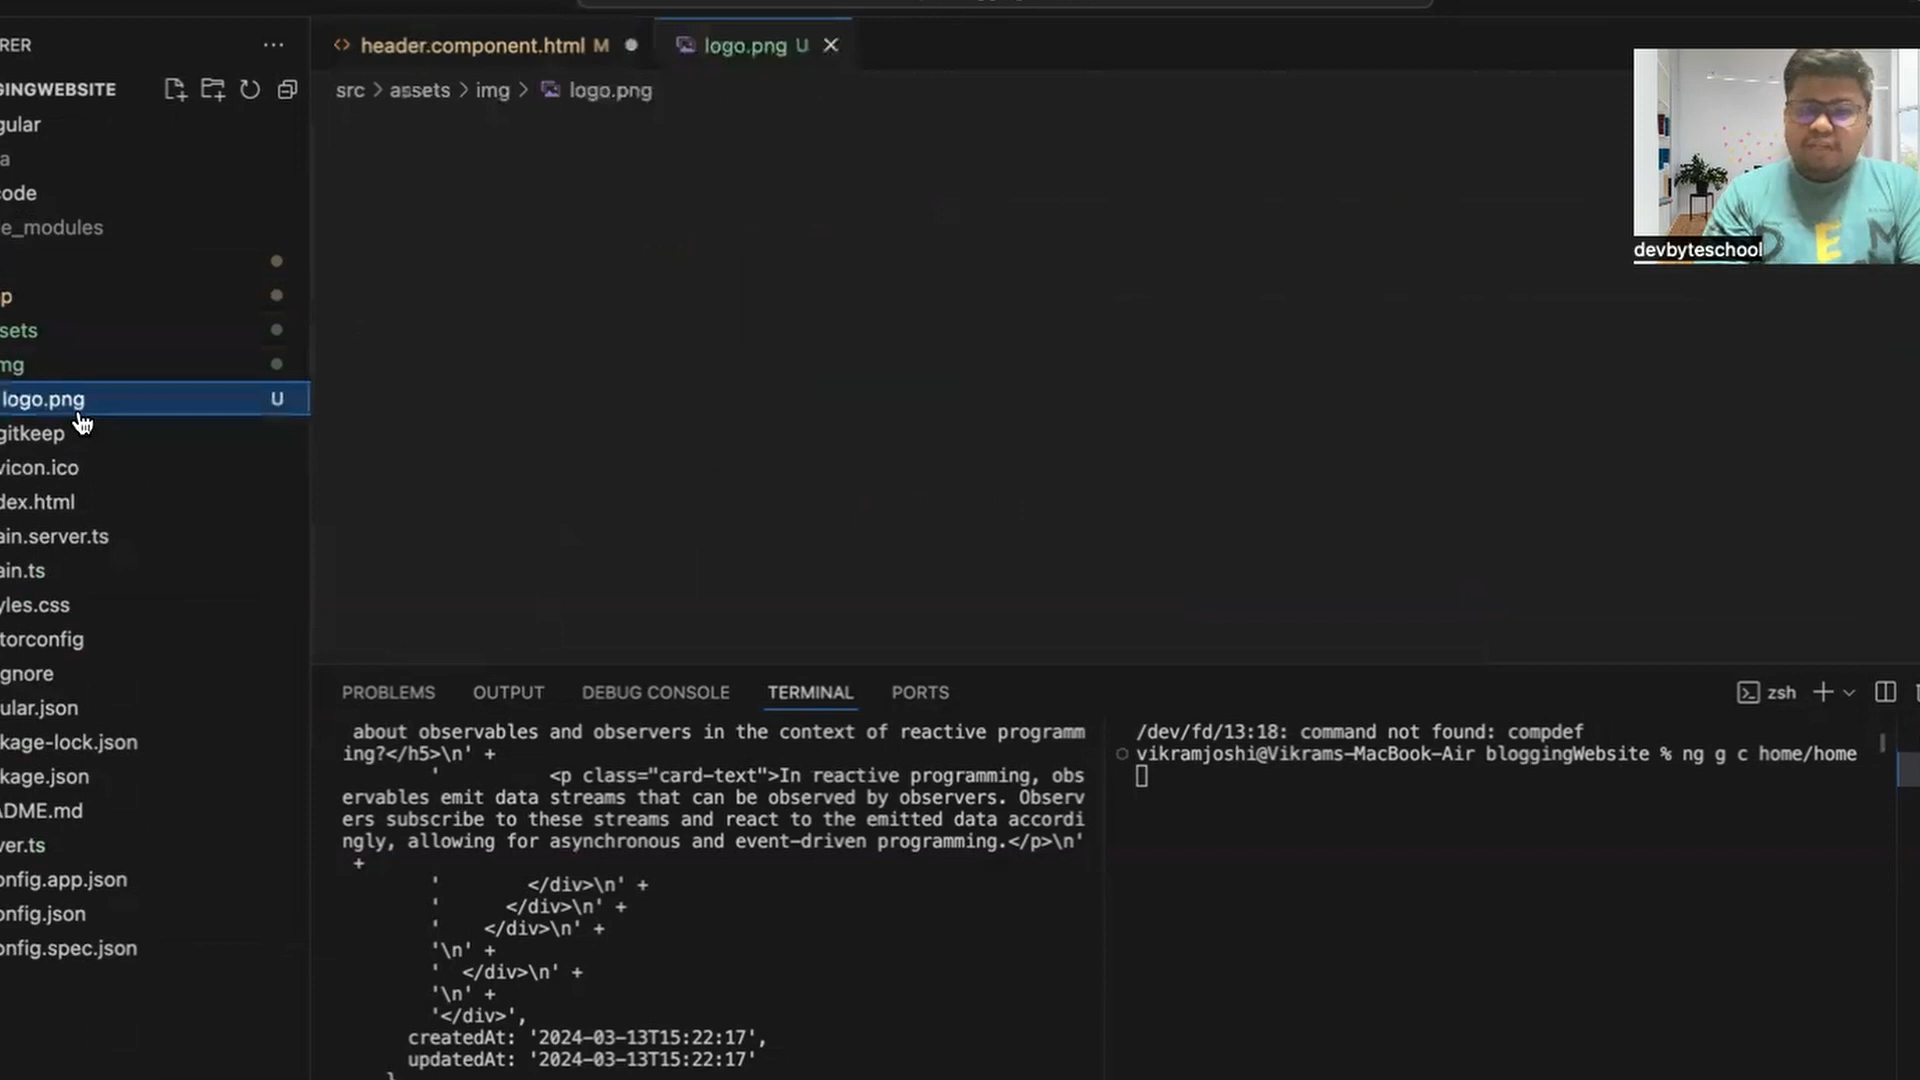 RER
header.component.html M
logo.png U
GINGWEBSITE
src > assets > img > logo.png
gular
a
code
e_modules
p
sets
mg
logo.png U
gitkeep
vicon.ico
dex.html
ain.server.ts
ain.ts
yles.css
torconfig
gnore
ular.json
kage-lock.json
kage.json
ADME.md
ver.ts
onfig.app.json
onfig.json
onfig.spec.json
DEM
devbyteschool
PROBLEMS OUTPUT DEBUG CONSOLE TERMINAL PORTS
zsh
about observables and observers in the context of reactive programm
ing?</h5>\n' +
' <p class="card-text">In reactive programming, obs
ervables emit data streams that can be observed by observers. Observ
ers subscribe to these streams and react to the emitted data accordi
ngly, allowing for asynchronous and event-driven programming.</p>\n'
+
' </div>\n' +
' </div>\n' +
' </div>\n' +
'\n' +
' </div>\n' +
'\n' +
'</div>',
createdAt: '2024-03-13T15:22:17',
updatedAt: '2024-03-13T15:22:17'
/dev/fd/13:18: command not found: compdef
vikramjoshi@Vikrams-MacBook-Air bloggingWebsite % ng g c home/home